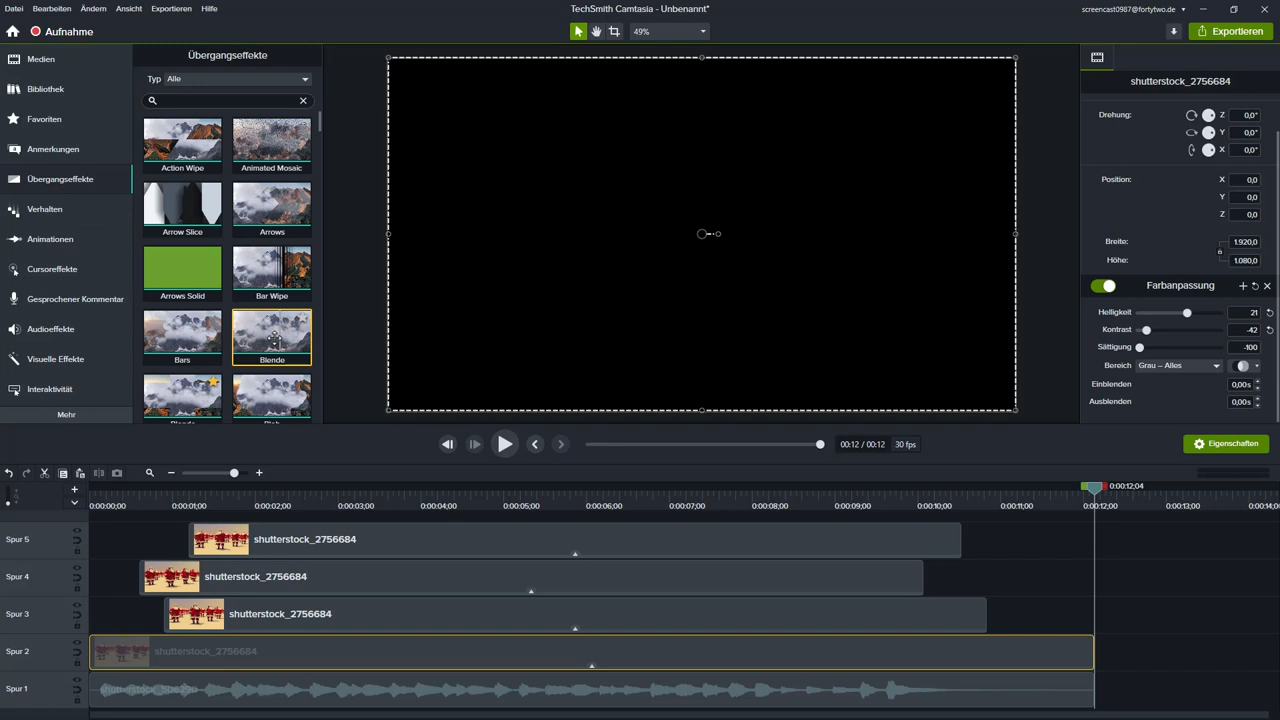 Datei Bearbeiten Ändern Ansicht Exportieren Hilfe
TechSmith Camtasia - Unbenannt*
screencast0987@fortytwo.de
Aufnahme
49%
Exportieren
Medien
Bibliothek
Favoriten
Anmerkungen
Übergangseffekte
Verhalten
Animationen
Cursoreffekte
Gesprochener Kommentar
Audioeffekte
Visuelle Effekte
Interaktivität
Mehr
Übergangseffekte
Typ Alle
Action Wipe Animated Mosaic
Arrow Slice Arrows
Arrows Solid Bar Wipe
Bars Blende
shutterstock_2756684
Drehung: Z 0,0°
Y 0,0°
X 0,0°
Position: X 0,0
Y 0,0
Z 0,0
Breite: 1.920,0
Höhe: 1.080,0
Farbanpassung
Helligkeit 21
Kontrast -42
Sättigung -100
Bereich Grau – Alles
Einblenden 0,00s
Ausblenden 0,00s
00:12 / 00:12 30 fps
Eigenschaften
0:00:12;04
0:00:00;00 0:00:01;00 0:00:02;00 0:00:03;00 0:00:04;00 0:00:05;00 0:00:06;00 0:00:07;00 0:00:08;00 0:00:09;00 0:00:10;00 0:00:11;00 0:00:12;00 0:00:13;00
Spur 5 shutterstock_2756684
Spur 4 shutterstock_2756684
Spur 3 shutterstock_2756684
Spur 2 shutterstock_2756684
Spur 1